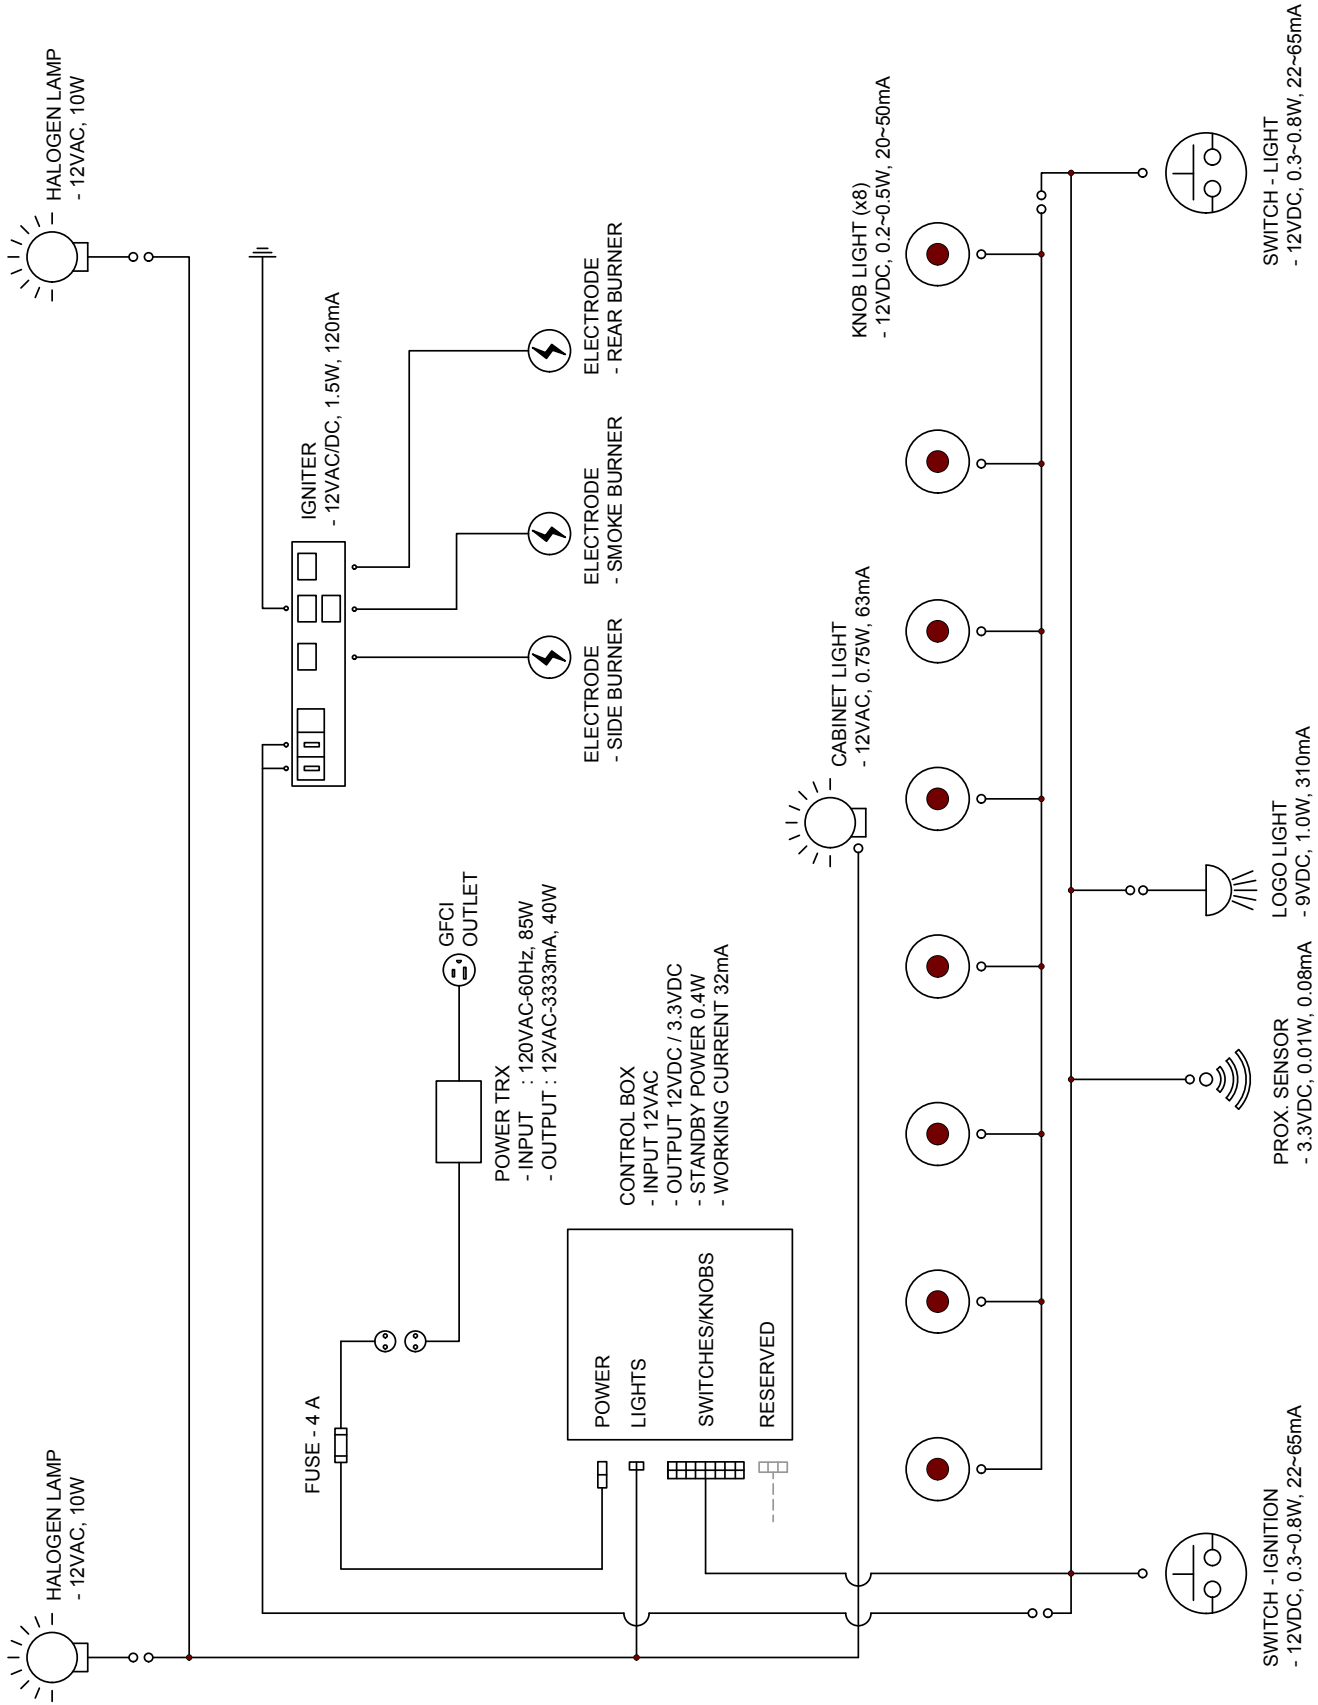 HALOGEN LAMP
- 12VAC, 10W
HALOGEN LAMP
- 12VAC, 10W
FUSE - 4 A
IGNITER
- 12VAC/DC, 1.5W, 120mA
GFCI
OUTLET
POWER TRX
- INPUT : 120VAC-60Hz, 85W
- OUTPUT : 12VAC-3333mA, 40W
ELECTRODE
- SIDE BURNER
ELECTRODE
- SMOKE BURNER
ELECTRODE
- REAR BURNER
CONTROL BOX
- INPUT 12VAC
- OUTPUT 12VDC / 3.3VDC
- STANDBY POWER 0.4W
- WORKING CURRENT 32mA
POWER
LIGHTS
SWITCHES/KNOBS
RESERVED
CABINET LIGHT
- 12VAC, 0.75W, 63mA
KNOB LIGHT (x8)
- 12VDC, 0.2~0.5W, 20~50mA
SWITCH - IGNITION
- 12VDC, 0.3~0.8W, 22~65mA
PROX. SENSOR
- 3.3VDC, 0.01W, 0.08mA
LOGO LIGHT
- 9VDC, 1.0W, 310mA
SWITCH - LIGHT
- 12VDC, 0.3~0.8W, 22~65mA